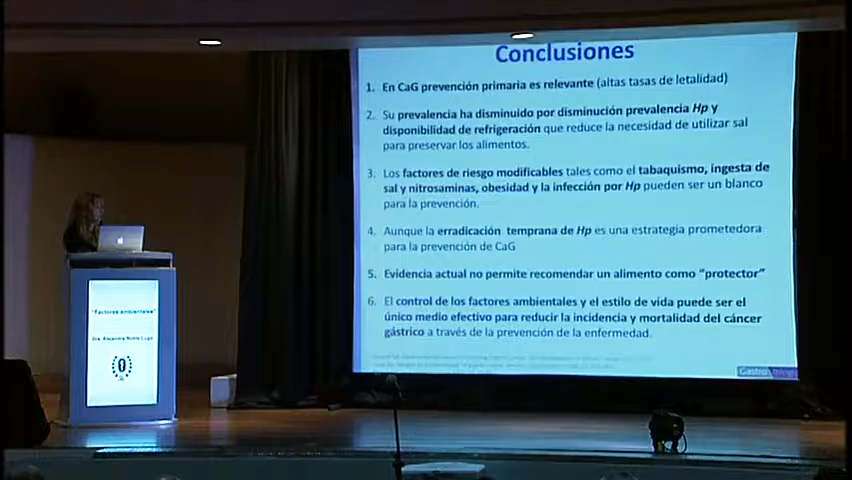 Conclusiones
1. En CaG prevención primaria es relevante (altas tasas de letalidad)
2. Su prevalencia ha disminuido por disminución prevalencia Hp y
disponibilidad de refrigeración que reduce la necesidad de utilizar sal
para preservar los alimentos.
3. Los factores de riesgo modificables tales como el tabaquismo, ingesta de
sal y nitrosaminas, obesidad y la infección por Hp pueden ser un blanco
para la prevención.
4. Aunque la erradicación temprana de Hp es una estrategia prometedora
para la prevención de CaG
5. Evidencia actual no permite recomendar un alimento como “protector”
6. El control de los factores ambientales y el estilo de vida puede ser el
único medio efectivo para reducir la incidencia y mortalidad del cáncer
gástrico a través de la prevención de la enfermedad.
Gastro
"Factores ambientales"
Dra. Alejandra Noble Lugo